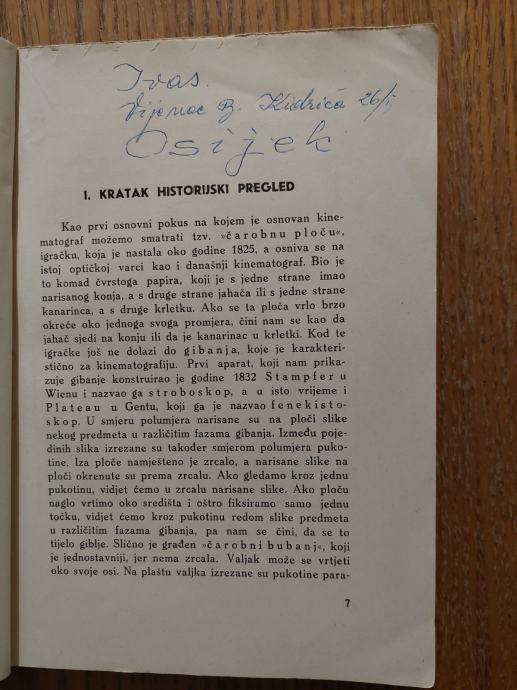 Ivas
Vijenac B. Kidriča 26/I
Osijek
I. KRATAK HISTORIJSKI PREGLED
Kao prvi osnovni pokus na kojem je osnovan kine-
matograf možemo smatrati tzv. »čarobnu ploču«,
igračku, koja je nastala oko godine 1825, a osniva se na
istoj optičkoj varci kao i današnji kinematograf. Bio je
to komad čvrstoga papira, koji je s jedne strane imao
narisanog konja, a s druge strane jahača ili s jedne strane
kanarinca, a s druge krletku. Ako se ta ploča vrlo brzo
okreće oko jednoga svoga promjera, čini nam se kao da
jahač sjedi na konju ili da je kanarinac u krletki. Kod te
igračke još ne dolazi do gibanja, koje je karakteri-
stično za kinematografiju. Prvi aparat, koji nam prika-
zuje gibanje konstruirao je godine 1832 Stampfer u
Wienu i nazvao ga stroboskop, a u isto vrijeme i
Plateau u Gentu, koji ga je nazvao fenekisto-
skop. U smjeru polumjera narisane su na ploči slike
nekog predmeta u različitim fazama gibanja. Između poje-
dinih slika izrezane su također smjerom polumjera puko-
tine. Iza ploče namješteno je zrcalo, a narisane slike na
ploči okrenute su prema zrcalu. Ako gledamo kroz jednu
pukotinu, vidjet ćemo u zrcalu narisane slike. Ako ploču
naglo vrtimo oko središta i oštro fiksiramo samo jednu
točku, vidjet ćemo kroz pukotinu redom slike predmeta
u različitim fazama gibanja, pa nam se čini, da se to
tijelo giblje. Slično je građen »čarobni bubanj«, koji
je jednostavniji, jer nema zrcala. Valjak može se vrtjeti
oko svoje osi. Na plaštu valjka izrezane su pukotine para-
7